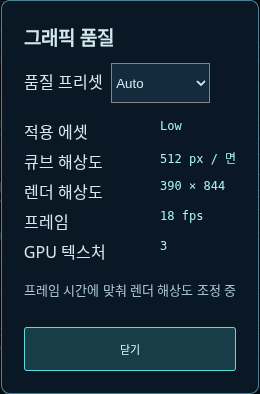 그래픽 품질
품질 프리셋 Auto
적용 에셋 Low
큐브 해상도 512 px / 면
렌더 해상도 390 × 844
프레임 18 fps
GPU 텍스처 3
프레임 시간에 맞춰 렌더 해상도 조정 중
닫기